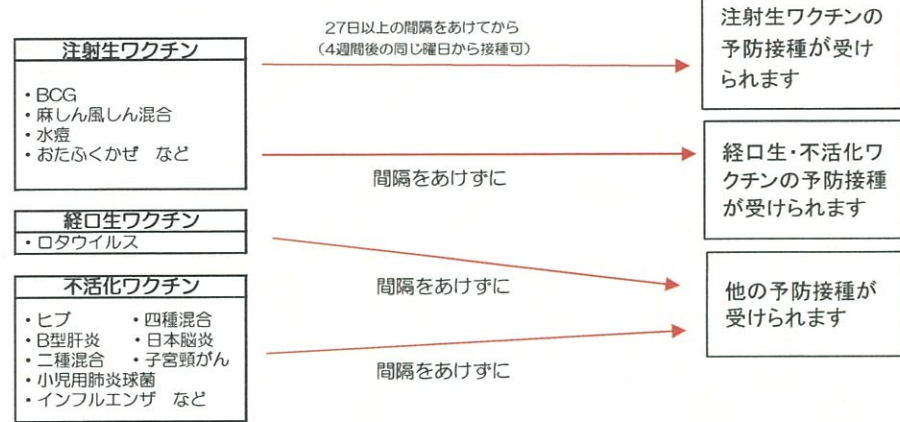 27日以上の間隔をあけてから
(4週間後の同じ曜日から接種可)
注射生ワクチンの
予防接種が受け
られます
注射生ワクチン
・BCG
・麻しん風しん混合
・水痘
・おたふくかぜ　など
間隔をあけずに
経口生・不活化ワ
クチンの予防接種
が受けられます
経口生ワクチン
・ロタウイルス
間隔をあけずに
他の予防接種が
受けられます
不活化ワクチン
・ヒブ　　・四種混合
・B型肝炎　・日本脳炎
・二種混合　・子宮頸がん
・小児用肺炎球菌
・インフルエンザ　など
間隔をあけずに